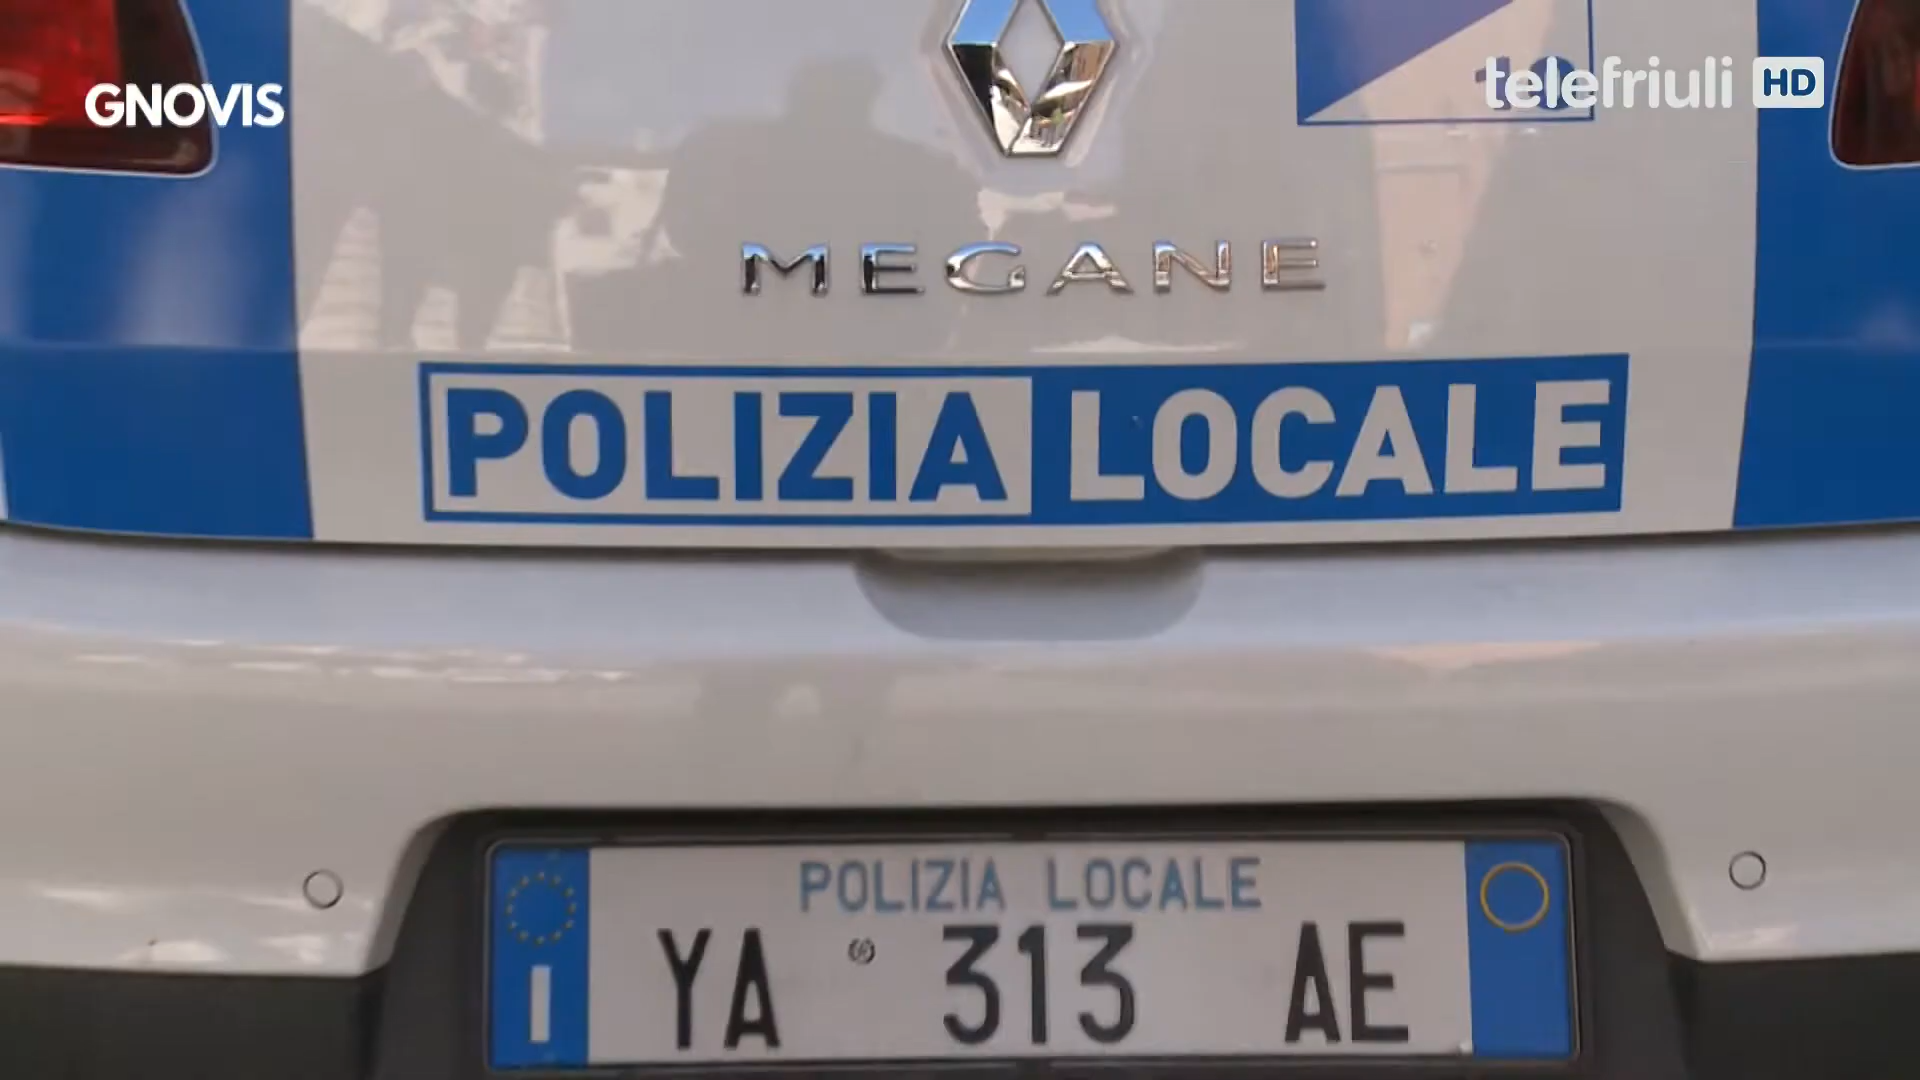 GNOVIS
telefriuli HD
MEGANE
POLIZIA LOCALE
POLIZIA LOCALE
I YA 313 AE